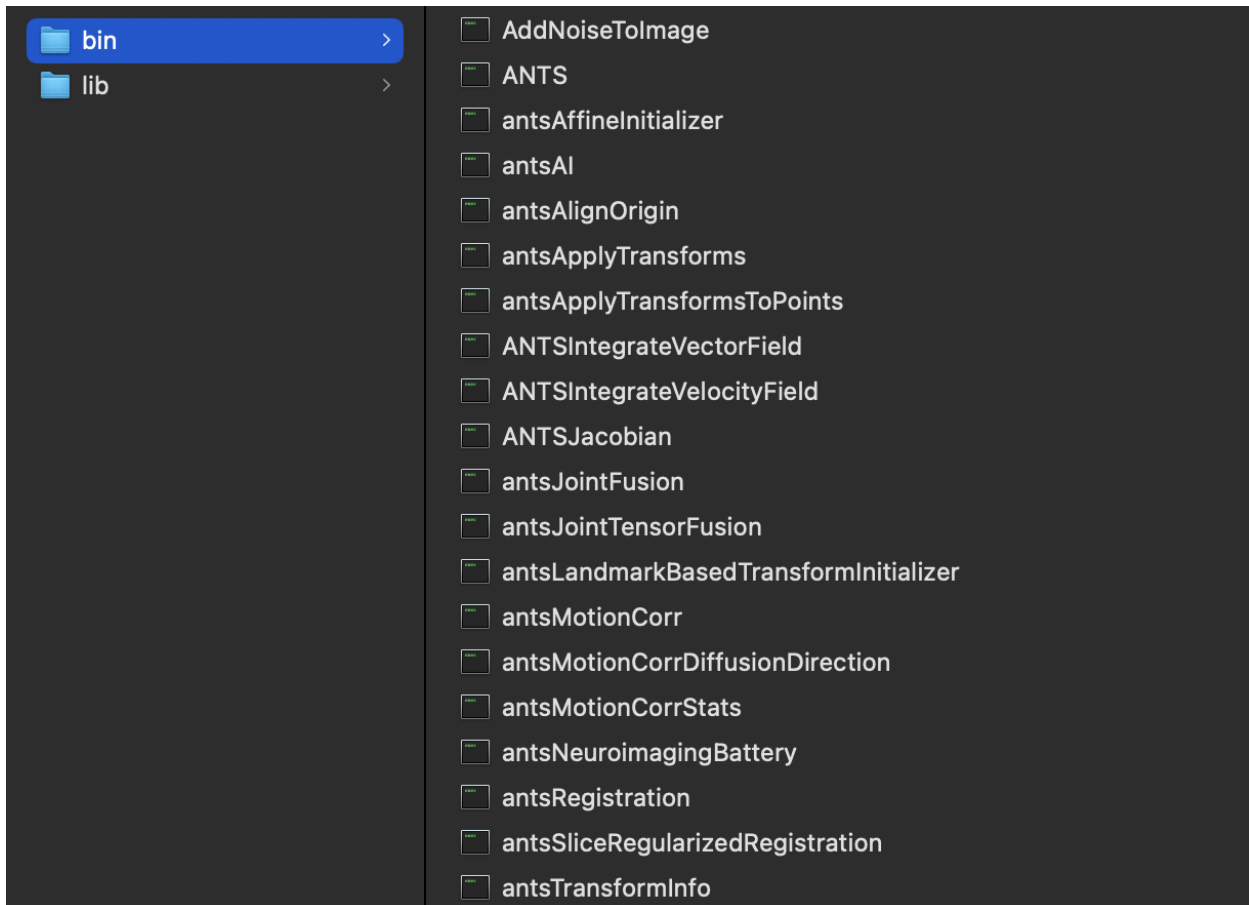 bin
lib
AddNoiseToImage
ANTS
antsAffineInitializer
antsAI
antsAlignOrigin
antsApplyTransforms
antsApplyTransformsToPoints
ANTSIntegrateVectorField
ANTSIntegrateVelocityField
ANTSJacobian
antsJointFusion
antsJointTensorFusion
antsLandmarkBasedTransformInitializer
antsMotionCorr
antsMotionCorrDiffusionDirection
antsMotionCorrStats
antsNeuroimagingBattery
antsRegistration
antsSliceRegularizedRegistration
antsTransformInfo